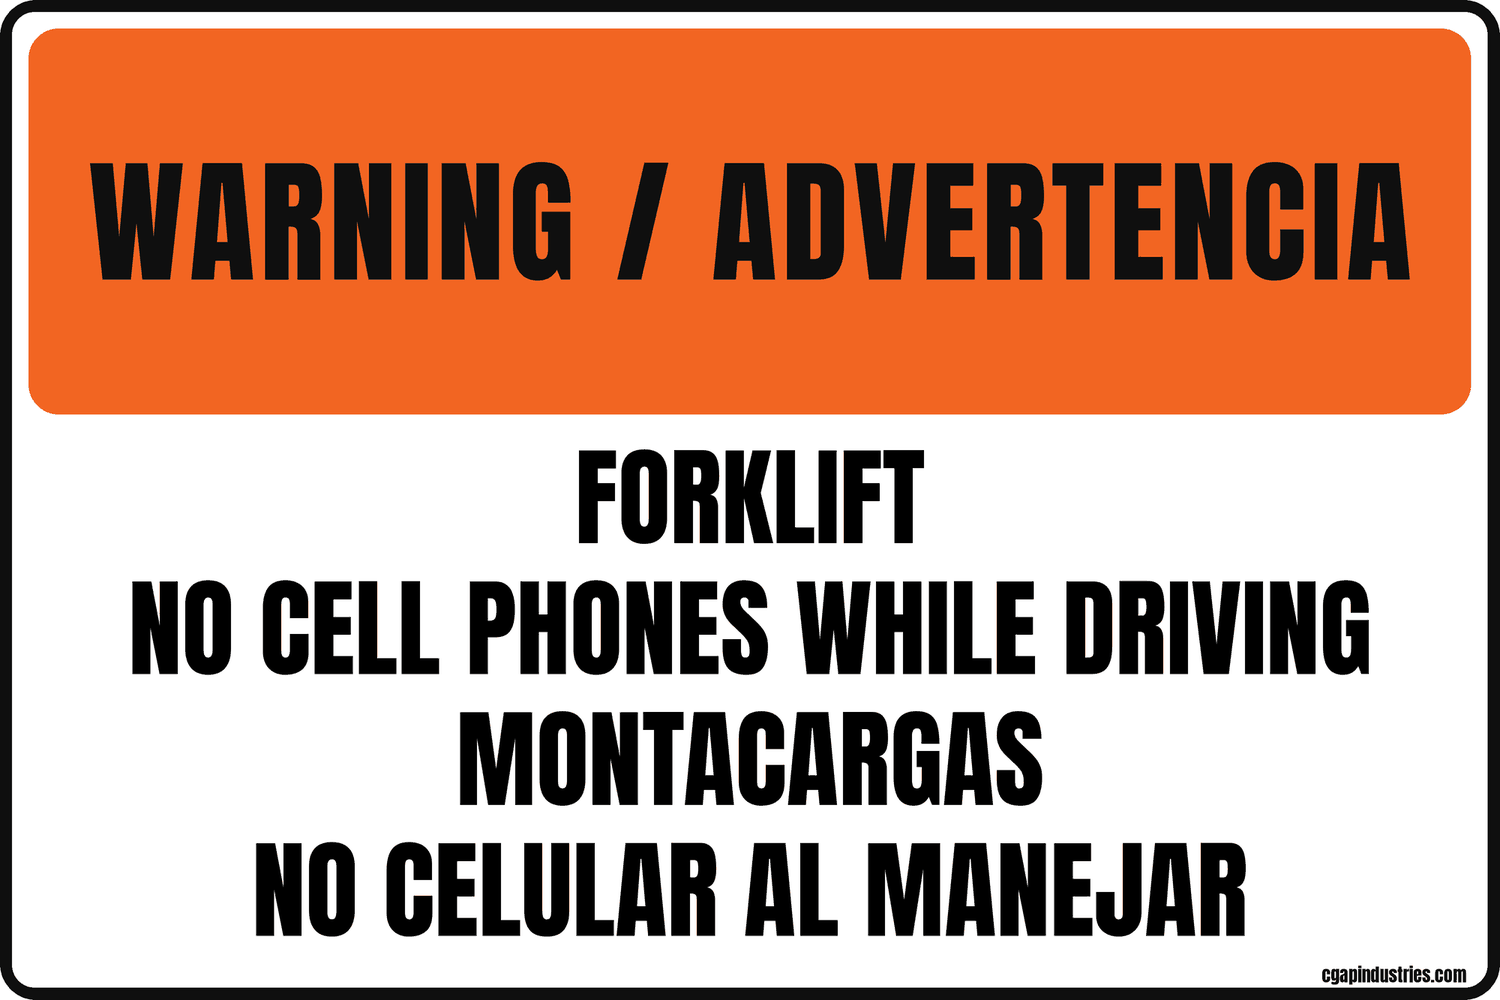 WARNING / ADVERTENCIA
FORKLIFT
NO CELL PHONES WHILE DRIVING
MONTACARGAS
NO CELULAR AL MANEJAR
cgapindustries.com